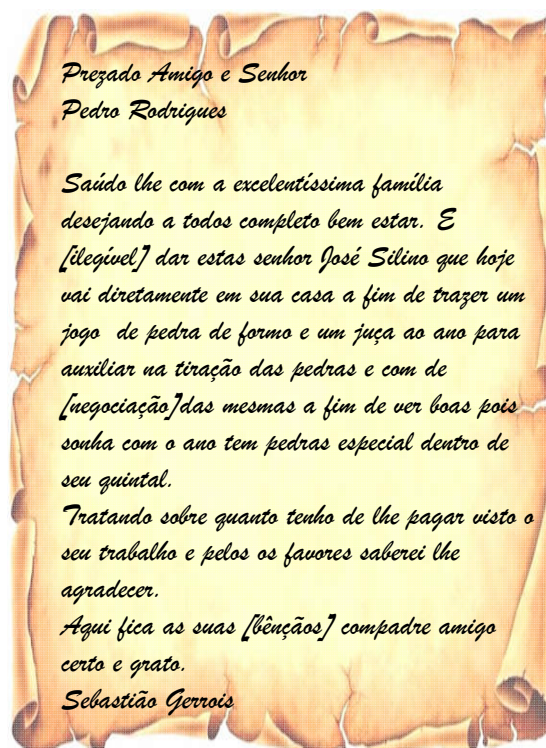 Prezado Amigo e Senhor
Pedro Rodrigues
Saúdo lhe com a excelentíssima família
desejando a todos completo bem estar. E
[ilegível] dar estas senhor José Silino que hoje
vai diretamente em sua casa a fim de trazer um
jogo de pedra de formo e um juça ao ano para
auxiliar na tiração das pedras e com de
[negociação]das mesmas a fim de ver boas pois
sonha com o ano tem pedras especial dentro de
seu quintal.
Tratando sobre quanto tenho de lhe pagar visto o
seu trabalho e pelos os favores saberei lhe
agradecer.
Aqui fica as suas [bênçãos] compadre amigo
certo e grato.
Sebastião Gerrois